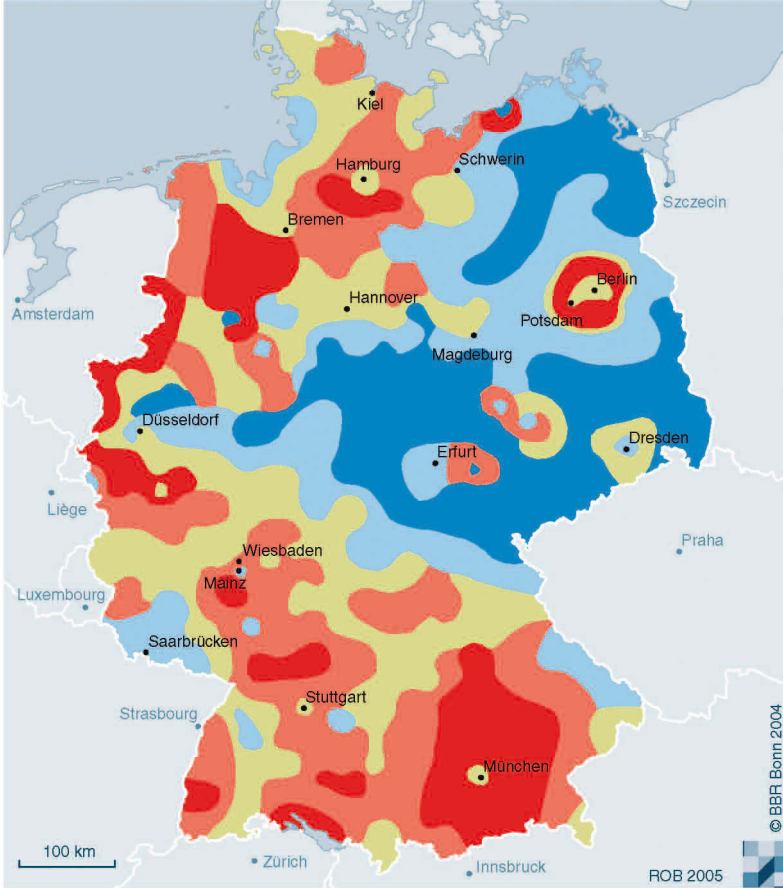 Kiel
Hamburg
Schwerin
Szczecin
Bremen
Berlin
Hannover
Amsterdam
Potsdam
Magdeburg
Düsseldorf
Dresden
Erfurt
Liège
Praha
Wiesbaden
Mainz
Luxembourg
Saarbrücken
Stuttgart
Strasbourg
München
© BBR Bonn 2004
100 km
Zürich
Innsbruck
ROB 2005